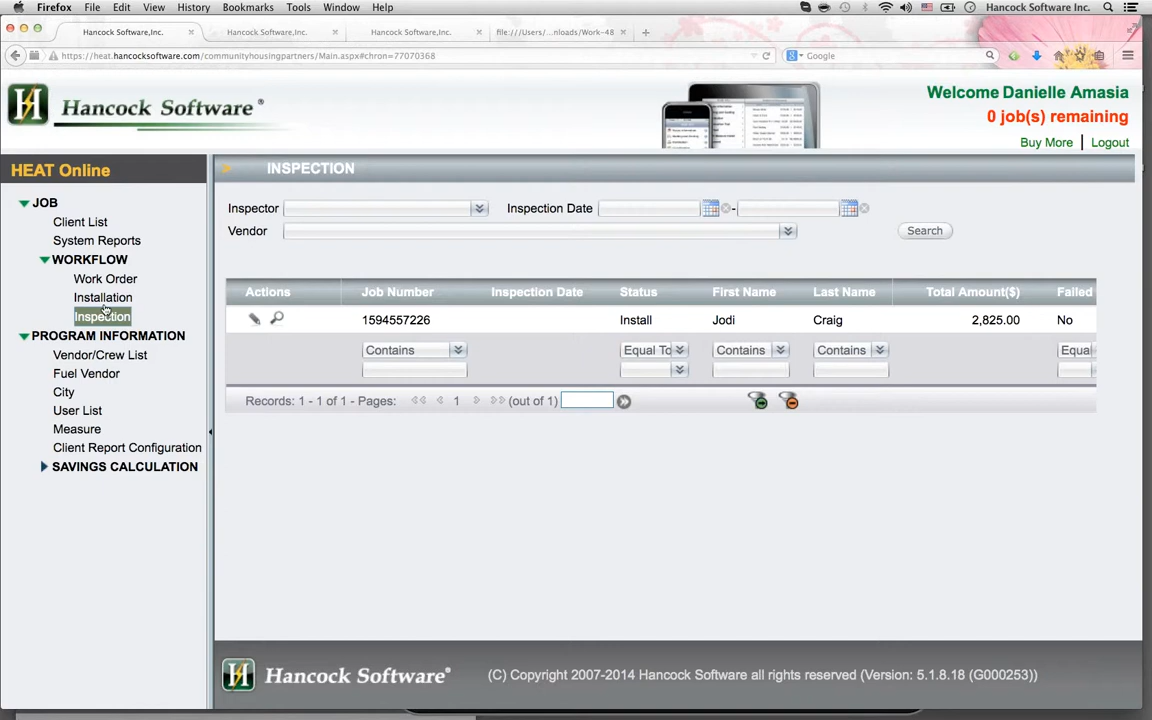 Firefox File Edit View History Bookmarks Tools Window Help Hancock Software Inc.
Hancock Software,Inc. Hancock Software,Inc. Hancock Software,Inc. file:///Users/...nloads/Work-48
https://heat.hancocksoftware.com/communityhousingpartners/Main.aspx#chron=77070368 Google
Hancock Software®
Welcome Danielle Amasia
0 job(s) remaining
Buy More | Logout
HEAT Online
JOB
Client List
System Reports
WORKFLOW
Work Order
Installation
Inspection
PROGRAM INFORMATION
Vendor/Crew List
Fuel Vendor
City
User List
Measure
Client Report Configuration
SAVINGS CALCULATION
INSPECTION
Inspector Inspection Date -
Vendor Search
Actions Job Number Inspection Date Status First Name Last Name Total Amount($) Failed
1594557226 Install Jodi Craig 2,825.00 No
Contains Equal To Contains Contains Equal
Records: 1 - 1 of 1 - Pages: 1 (out of 1)
Hancock Software® (C) Copyright 2007-2014 Hancock Software all rights reserved (Version: 5.1.8.18 (G000253))